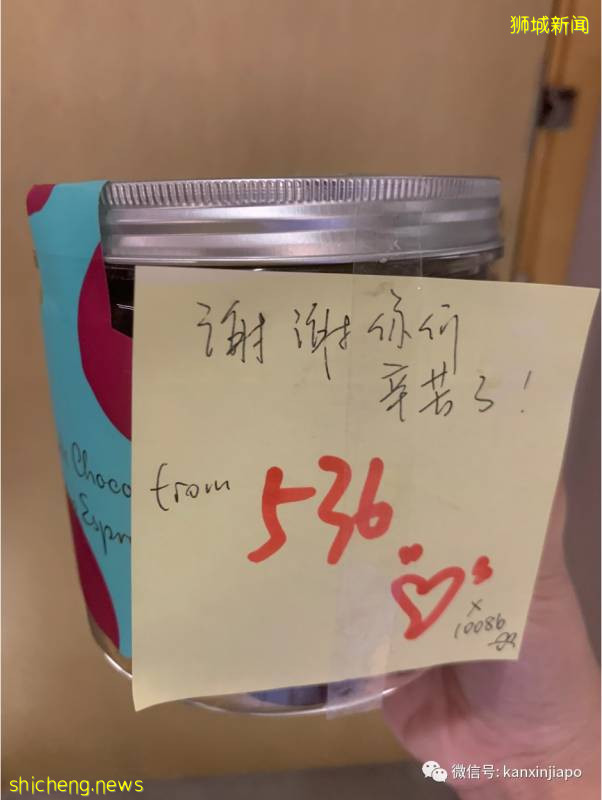 狮城新闻
谢谢你们
辛苦了!
Choco
Espr
from 536
x
10086
shicheng.news
微信号: kanxinjiapo